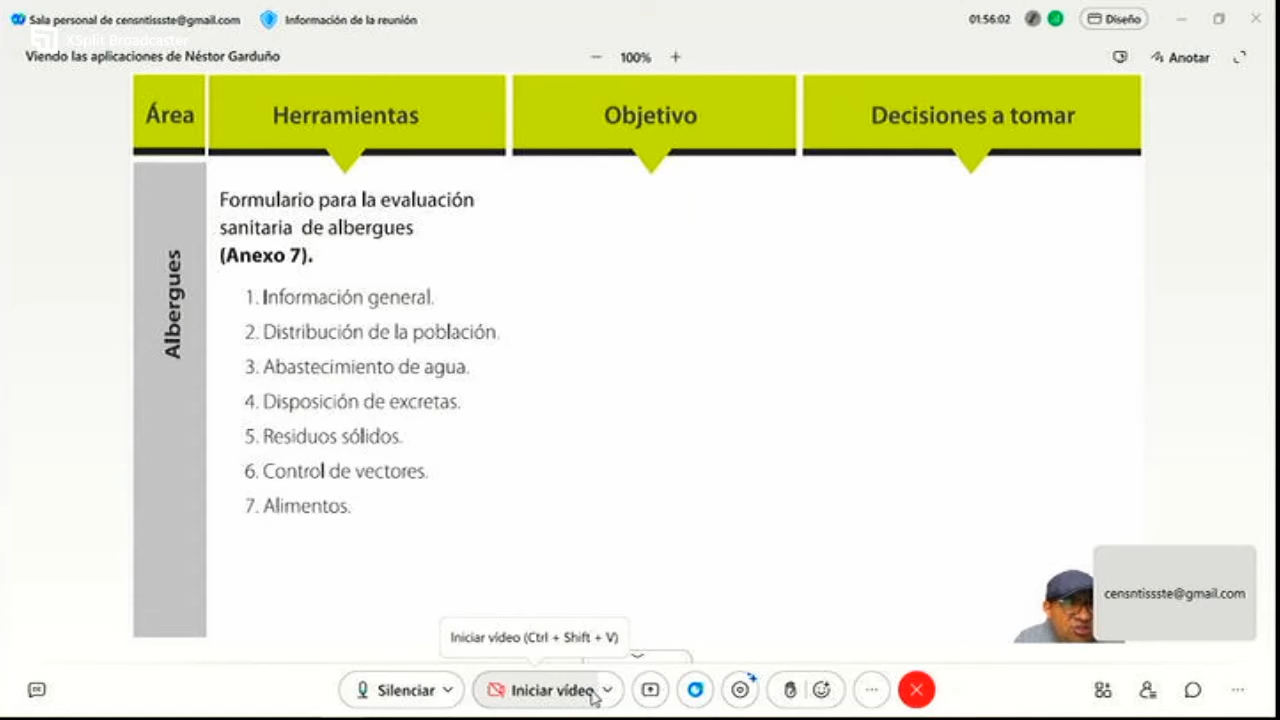 Sala personal de censntissste@gmail.com
Información de la reunión
01:56:02
Diseño
XSplit Broadcaster
Viendo las aplicaciones de Néstor Garduño
100%
Anotar
Área
Herramientas
Objetivo
Decisiones a tomar
Albergues
Formulario para la evaluación
sanitaria de albergues
(Anexo 7).
1. Información general.
2. Distribución de la población.
3. Abastecimiento de agua.
4. Disposición de excretas.
5. Residuos sólidos.
6. Control de vectores.
7. Alimentos.
censntissste@gmail.com
Iniciar vídeo (Ctrl + Shift + V)
Silenciar
Iniciar vídeo